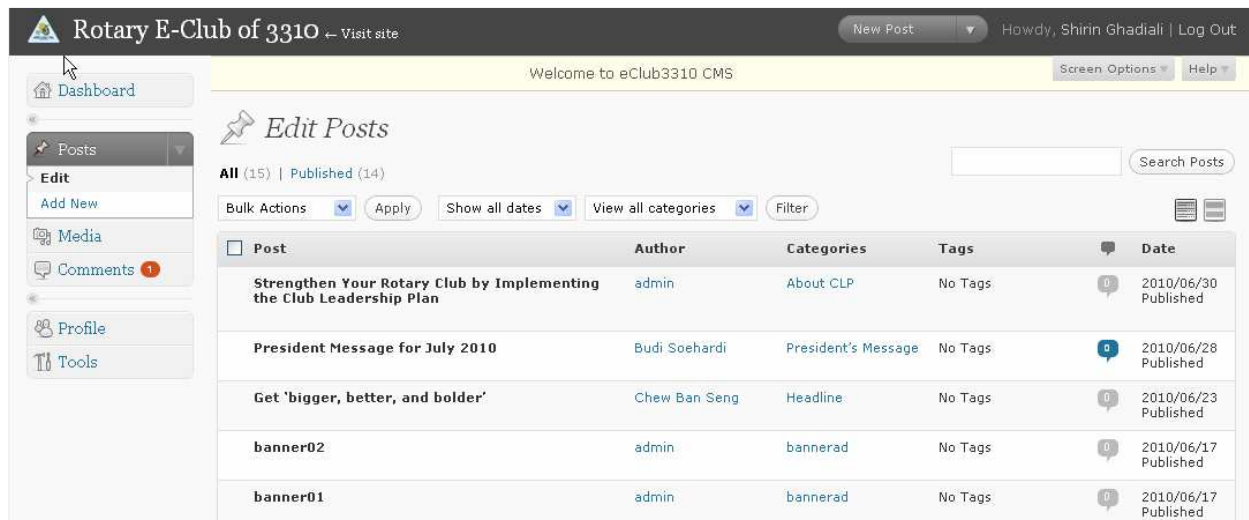 Rotary E-Club of 3310 ← Visit site
New Post
Howdy, Shirin Ghadiali | Log Out
Welcome to eClub3310 CMS
Screen Options
Help
Dashboard
Posts
Edit
Add New
Media
Comments 1
Profile
Tools
Edit Posts
All (15) | Published (14)
Search Posts
Bulk Actions
Apply
Show all dates
View all categories
Filter
Post Author Categories Tags Date
Strengthen Your Rotary Club by Implementing admin About CLP No Tags 0 2010/06/30
the Club Leadership Plan Published
President Message for July 2010 Budi Soehardi President's Message No Tags 0 2010/06/28
Published
Get 'bigger, better, and bolder' Chew Ban Seng Headline No Tags 0 2010/06/23
Published
banner02 admin bannerad No Tags 0 2010/06/17
Published
banner01 admin bannerad No Tags 0 2010/06/17
Published